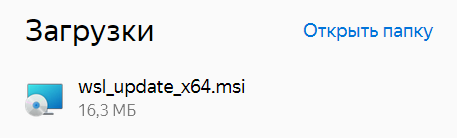 Загрузки
Открыть папку
wsl_update_x64.msi
16,3 МБ